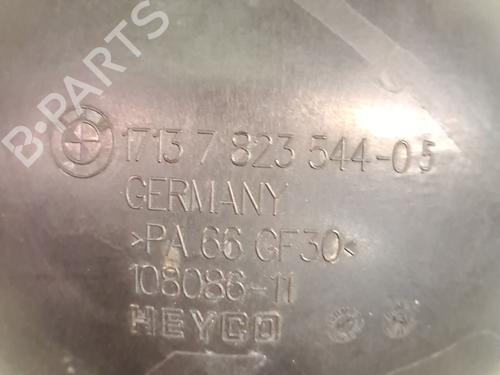 B-PARTS
1713 7 823 544-05
GERMANY
>PA 66 GF30<
108086-11
HEYCO